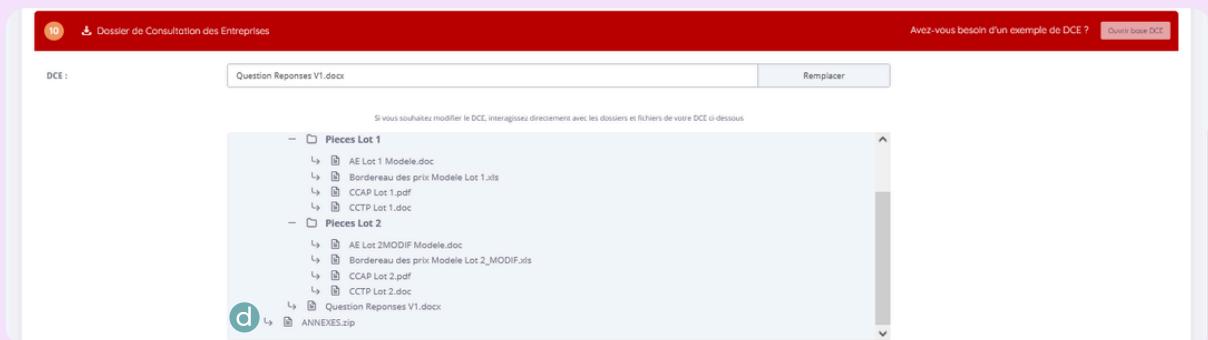 10 Dossier de Consultation des Entreprises Avez-vous besoin d'un exemple de DCE ? Ouvrir base DCE
DCE : Question Reponses V1.docx Remplacer
Si vous souhaitez modifier le DCE, interagissez directement avec les dossiers et fichiers de votre DCE ci-dessous
Pieces Lot 1
AE Lot 1 Modele.doc
Bordereau des prix Modele Lot 1.xls
CCAP Lot 1.pdf
CCTP Lot 1.doc
Pieces Lot 2
AE Lot 2MODIF Modele.doc
Bordereau des prix Modele Lot 2_MODIF.xls
CCAP Lot 2.pdf
CCTP Lot 2.doc
Question Reponses V1.docx
d ANNEXES.zip